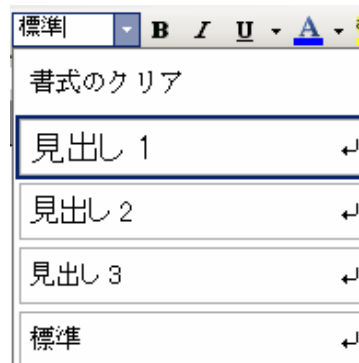 標準 B I U A
書式のクリア
見出し 1 ↵
見出し 2 ↵
見出し 3 ↵
標準 ↵